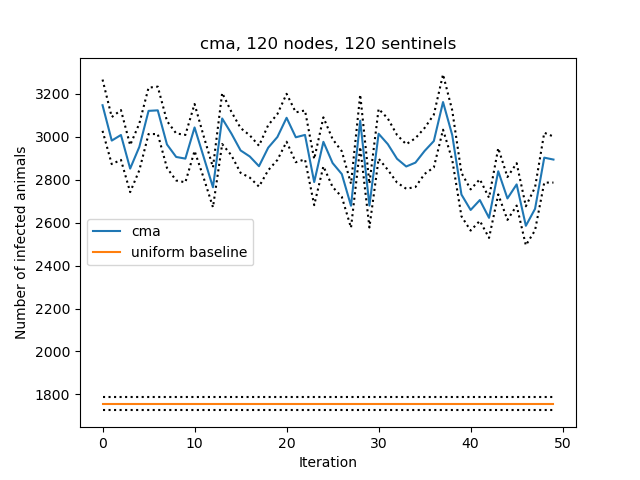 cma, 120 nodes, 120 sentinels
Number of infected animals
3200
3000
2800
2600
2400
2200
2000
1800
cma
uniform baseline
0 10 20 30 40 50
Iteration